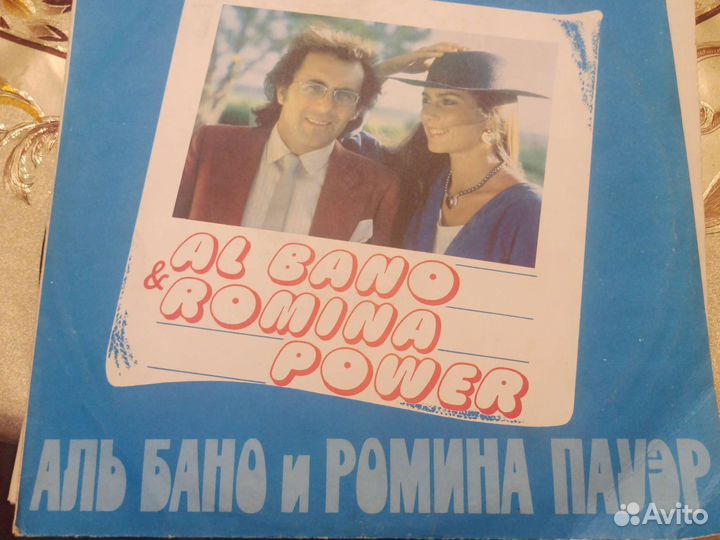 AL BANO
& ROMINA
POWER
АЛЬ БАНО и РОМИНА ПАУЭР
Avito